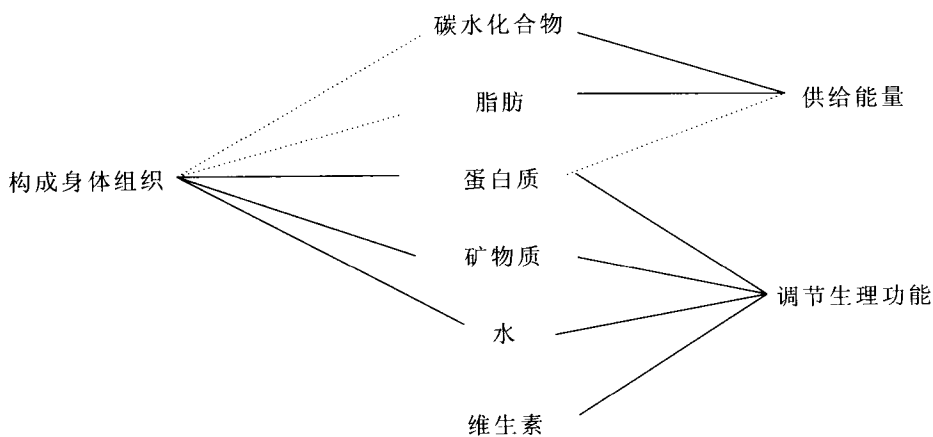 碳水化合物
脂肪
供给能量
构成身体组织
蛋白质
矿物质
调节生理功能
水
维生素